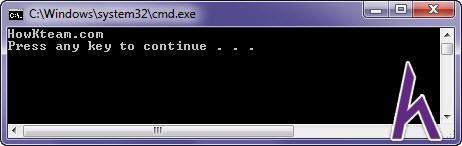 C:\Windows\system32\cmd.exe
HowKteam.com
Press any key to continue . . .